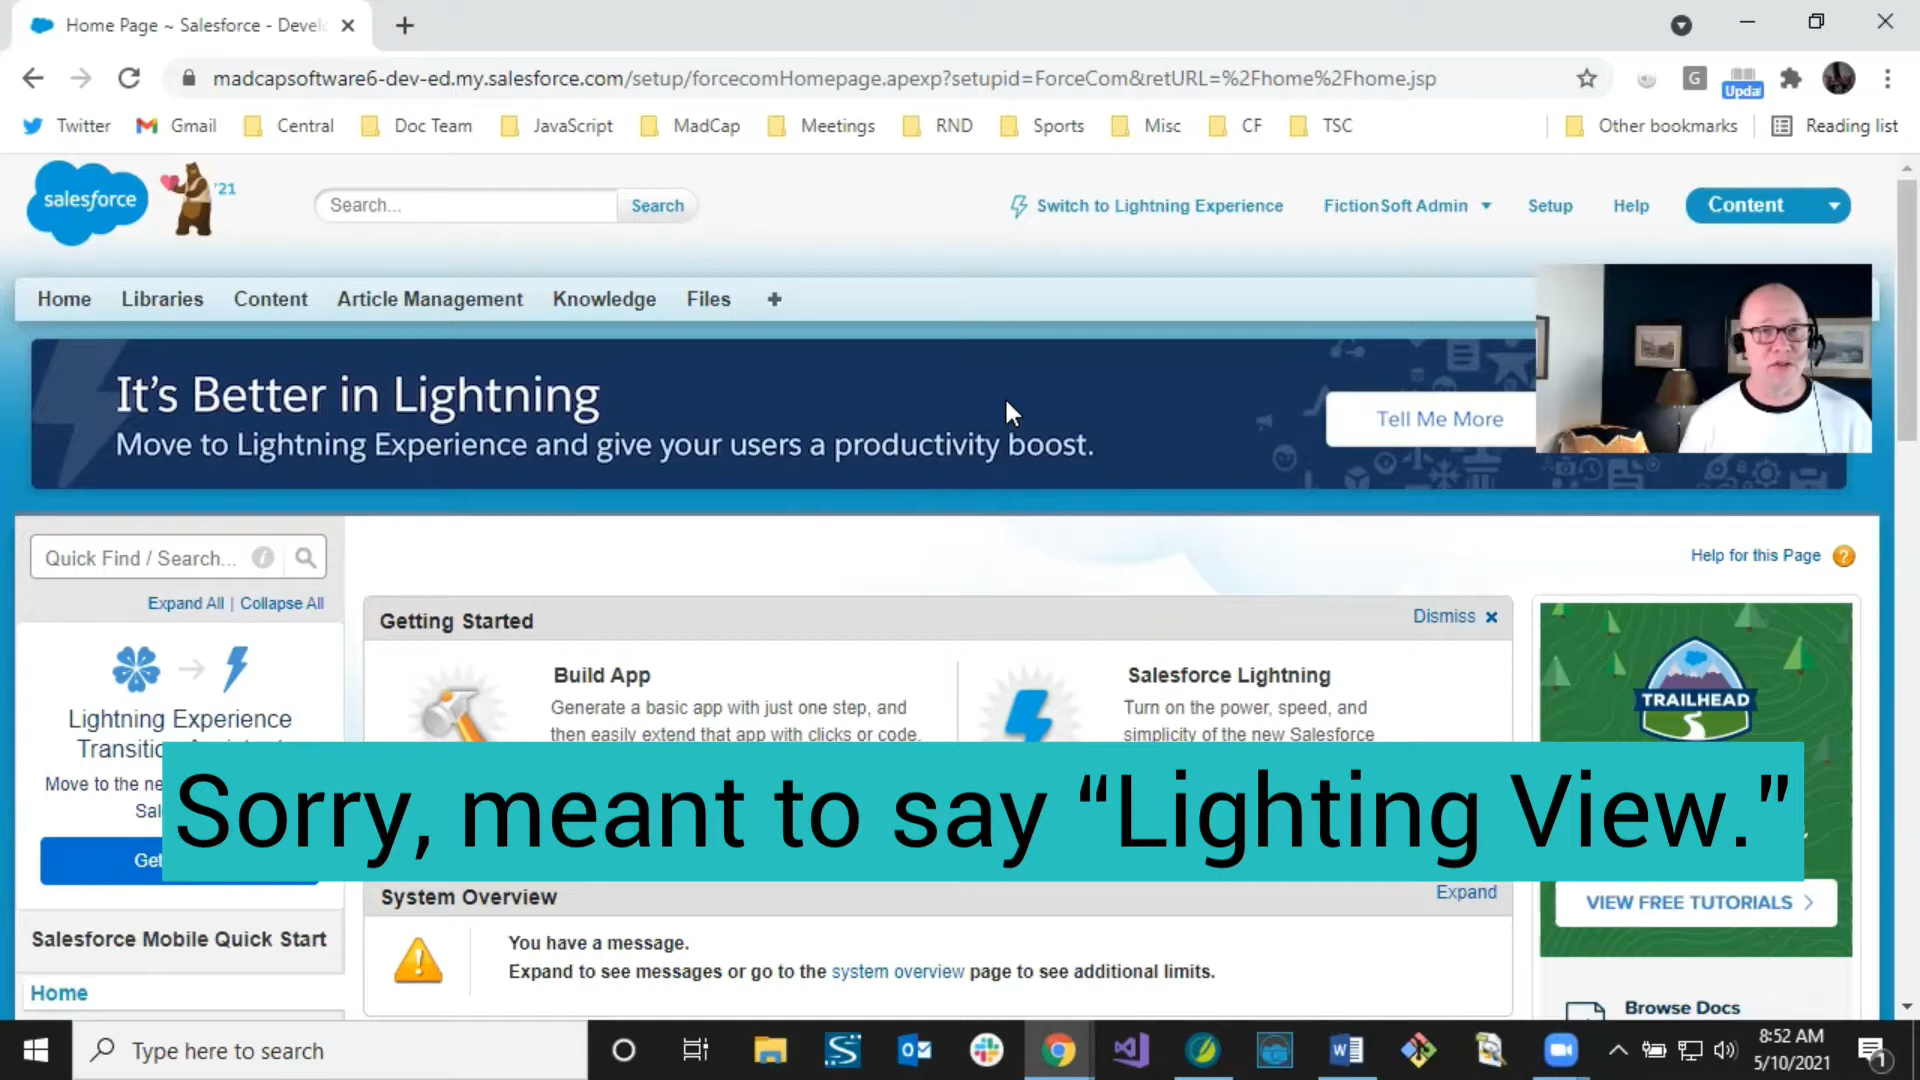 Home Page ~ Salesforce - Devel
madcapsoftware6-dev-ed.my.salesforce.com/setup/forcecomHomepage.apexp?setupid=ForceCom&retURL=%2Fhome%2Fhome.jsp
G
Updat
Twitter Gmail Central Doc Team JavaScript MadCap Meetings RND Sports Misc CF TSC Other bookmarks Reading list
salesforce '21
Search... Search
Switch to Lightning Experience FictionSoft Admin Setup Help Content
Home Libraries Content Article Management Knowledge Files +
It's Better in Lightning
Move to Lightning Experience and give your users a productivity boost.
Tell Me More
Quick Find / Search...
Expand All | Collapse All
Help for this Page
Lightning Experience
Move to the ne
Getting Started Dismiss x
Build App
Generate a basic app with just one step, and
then easily extend that app with clicks or code.
Salesforce Lightning
Turn on the power, speed, and
simplicity of the new Salesforce
TRAILHEAD
Sorry, meant to say “Lighting View.”
Salesforce Mobile Quick Start
Home
System Overview Expand
You have a message.
Expand to see messages or go to the system overview page to see additional limits.
VIEW FREE TUTORIALS >
Browse Docs
Type here to search
8:52 AM
5/10/2021
1